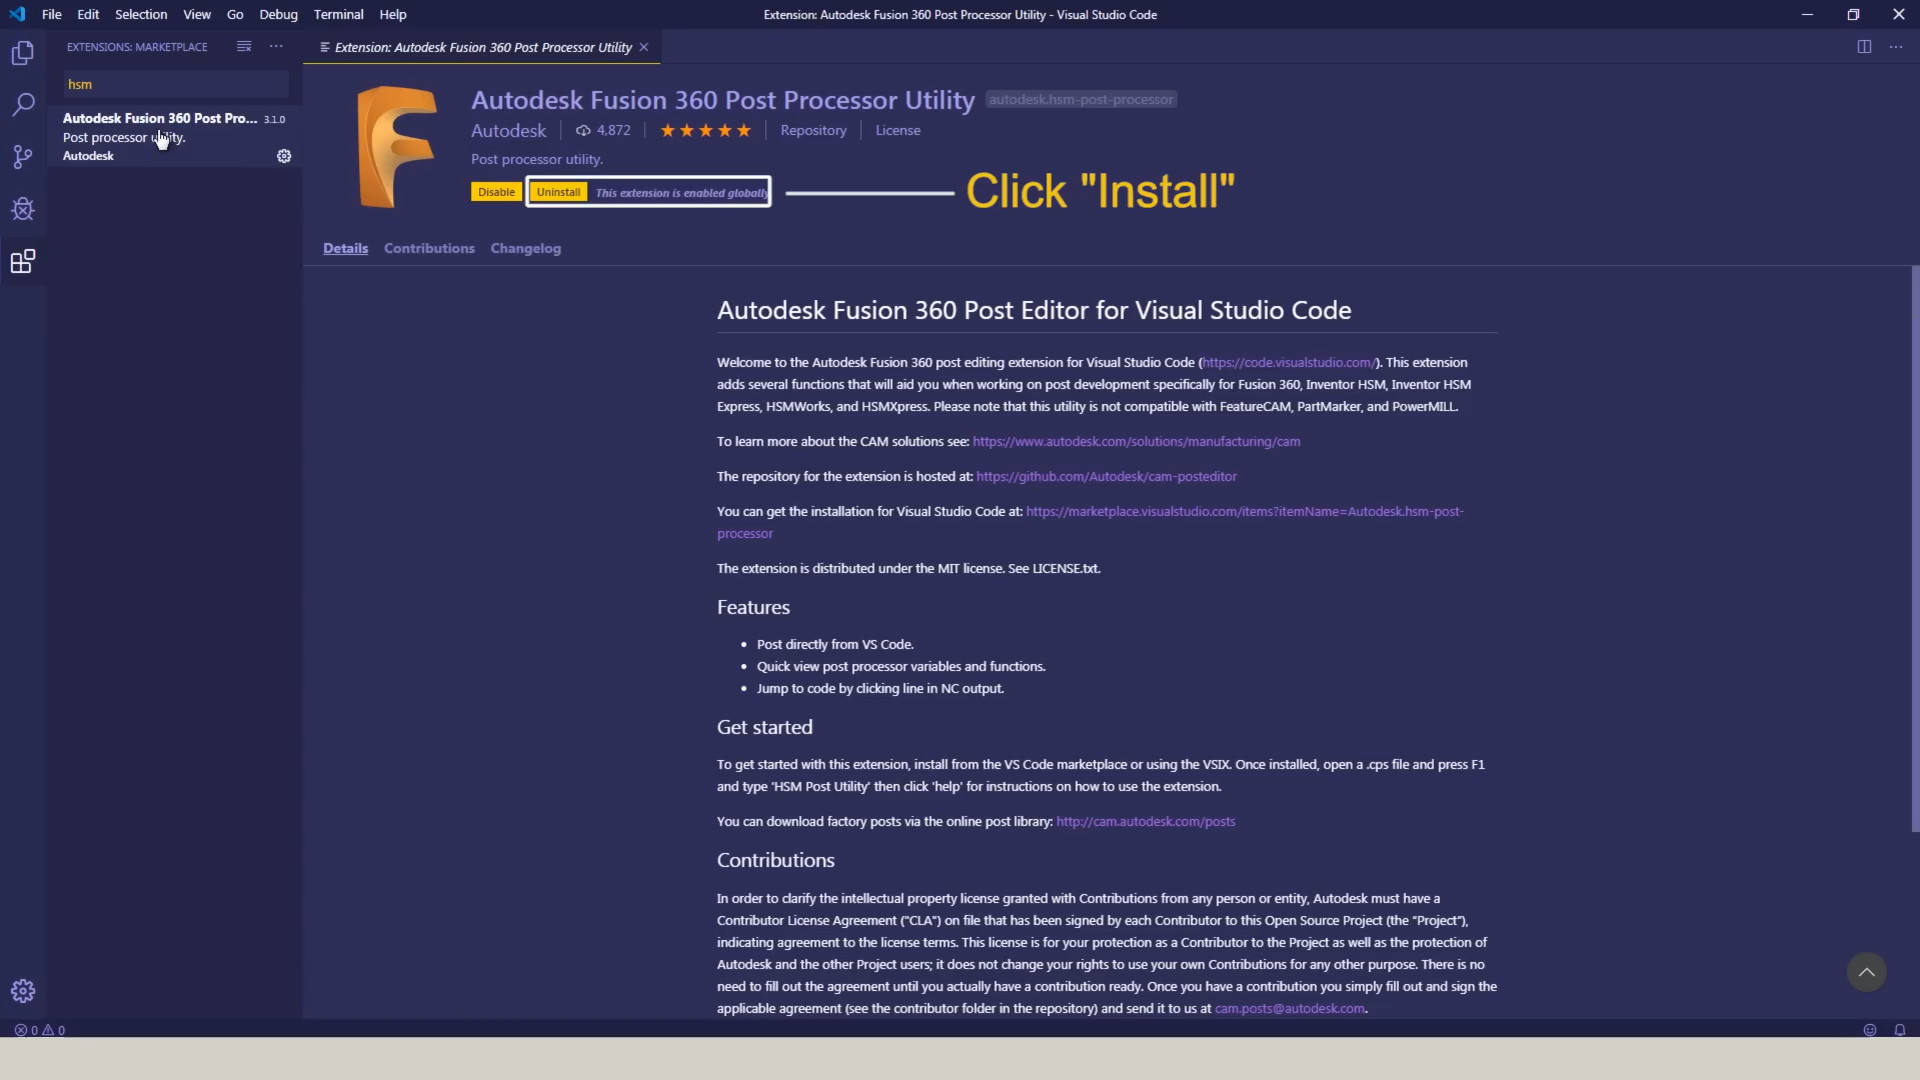 File Edit Selection View Go Debug Terminal Help
Extension: Autodesk Fusion 360 Post Processor Utility - Visual Studio Code
EXTENSIONS: MARKETPLACE
hsm
Autodesk Fusion 360 Post Pro... 3.1.0
Post processor utility.
Autodesk
Extension: Autodesk Fusion 360 Post Processor Utility
Autodesk Fusion 360 Post Processor Utility autodesk.hsm-post-processor
Autodesk 4,872 Repository License
Post processor utility.
Disable Uninstall This extension is enabled globally
Click "Install"
Details Contributions Changelog
Autodesk Fusion 360 Post Editor for Visual Studio Code
Welcome to the Autodesk Fusion 360 post editing extension for Visual Studio Code (https://code.visualstudio.com/). This extension
adds several functions that will aid you when working on post development specifically for Fusion 360, Inventor HSM, Inventor HSM
Express, HSMWorks, and HSMXpress. Please note that this utility is not compatible with FeatureCAM, PartMarker, and PowerMILL.
To learn more about the CAM solutions see: https://www.autodesk.com/solutions/manufacturing/cam
The repository for the extension is hosted at: https://github.com/Autodesk/cam-posteditor
You can get the installation for Visual Studio Code at: https://marketplace.visualstudio.com/items?itemName=Autodesk.hsm-post-
processor
The extension is distributed under the MIT license. See LICENSE.txt.
Features
• Post directly from VS Code.
• Quick view post processor variables and functions.
• Jump to code by clicking line in NC output.
Get started
To get started with this extension, install from the VS Code marketplace or using the VSIX. Once installed, open a .cps file and press F1
and type 'HSM Post Utility' then click 'help' for instructions on how to use the extension.
You can download factory posts via the online post library: http://cam.autodesk.com/posts
Contributions
In order to clarify the intellectual property license granted with Contributions from any person or entity, Autodesk must have a
Contributor License Agreement ("CLA") on file that has been signed by each Contributor to this Open Source Project (the “Project”),
indicating agreement to the license terms. This license is for your protection as a Contributor to the Project as well as the protection of
Autodesk and the other Project users; it does not change your rights to use your own Contributions for any other purpose. There is no
need to fill out the agreement until you actually have a contribution ready. Once you have a contribution you simply fill out and sign the
applicable agreement (see the contributor folder in the repository) and send it to us at cam.posts@autodesk.com.
0 0